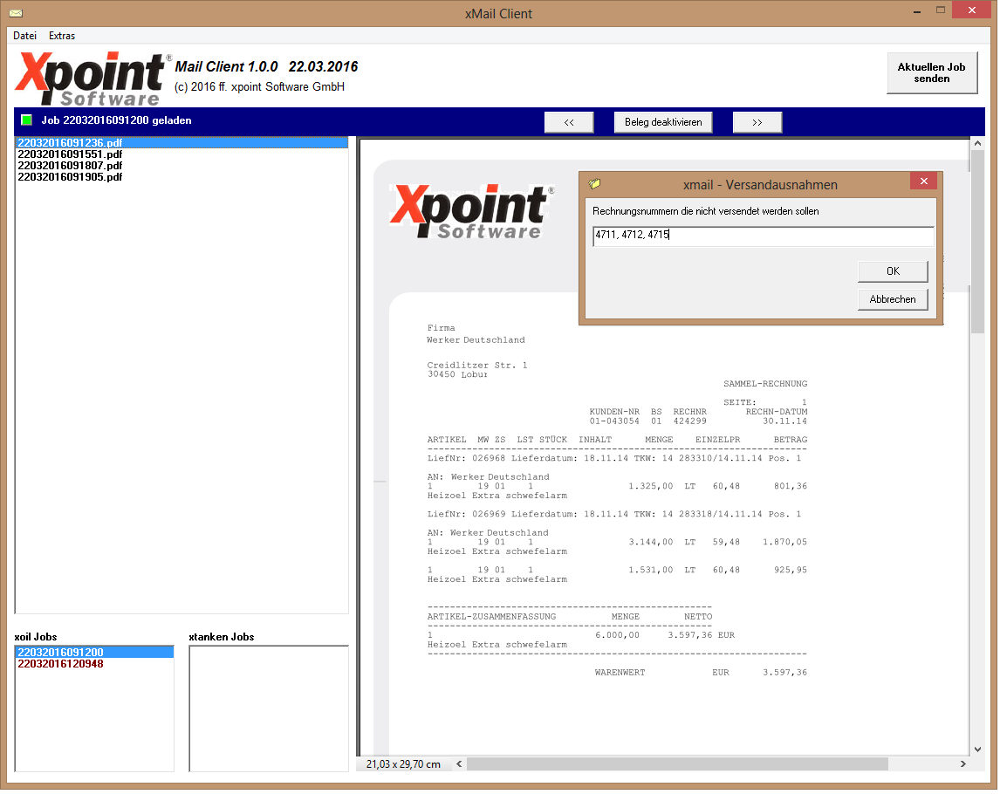 xMail Client
Datei Extras
Xpoint®
Software
Mail Client 1.0.0 22.03.2016
(c) 2016 ff. xpoint Software GmbH
Aktuellen Job
senden
Job 22032016091200 geladen
<< Beleg deaktivieren >>
22032016091236.pdf
22032016091551.pdf
22032016091807.pdf
22032016091905.pdf
xoil Jobs
22032016091200
22032016120948
xtanken Jobs
Xpoint®
Software
xmail - Versandausnahmen
Rechnungsnummern die nicht versendet werden sollen
4711, 4712, 4715
OK
Abbrechen
Firma
Werker Deutschland
Creidlitzer Str. 1
30450 Lobur
SAMMEL-RECHNUNG
SEITE: 1
KUNDEN-NR BS RECHNR RECHN-DATUM
01-043054 01 424299 30.11.14
ARTIKEL MW ZS LST STÜCK INHALT MENGE EINZELPR BETRAG
LiefNr: 026968 Lieferdatum: 18.11.14 TKW: 14 283310/14.11.14 Pos. 1
AN: Werker Deutschland
1 19 01 1 1.325,00 LT 60,48 801,36
Heizoel Extra schwefelarm
LiefNr: 026969 Lieferdatum: 18.11.14 TKW: 14 283318/14.11.14 Pos. 1
AN: Werker Deutschland
1 19 01 1 3.144,00 LT 59,48 1.870,05
Heizoel Extra schwefelarm
1 19 01 1 1.531,00 LT 60,48 925,95
Heizoel Extra schwefelarm
ARTIKEL-ZUSAMMENFASSUNG MENGE NETTO
1 6.000,00 3.597,36 EUR
Heizoel Extra schwefelarm
WARENWERT EUR 3.597,36
21,03 x 29,70 cm